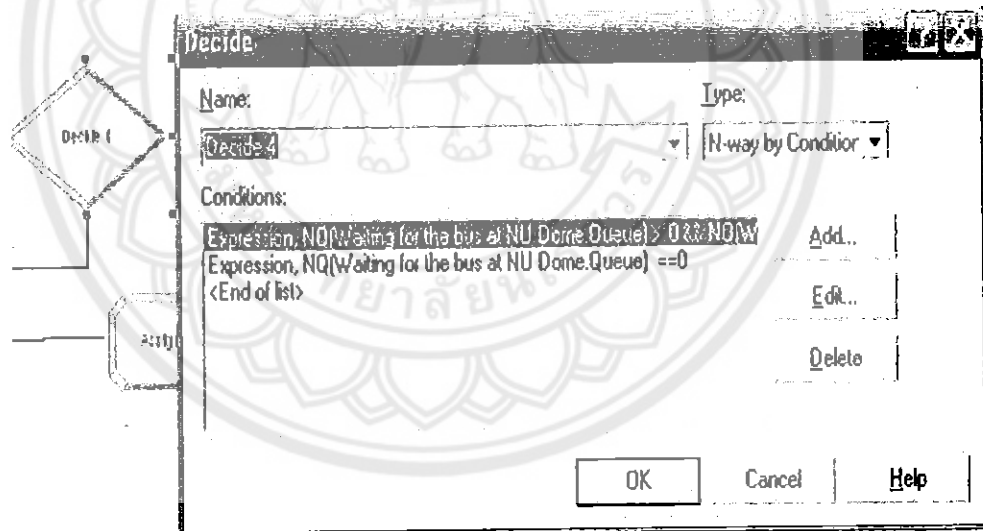 Decide
Name:
Type:
Decide 4
N-way by Condition
Conditions:
Expression, NQ(Waiting for the bus at NU Dome.Queue) > 0 && NQ(W
Expression, NQ(Waiting for the bus at NU Dome.Queue) ==0
<End of list>
Add...
Edit...
Delete
OK
Cancel
Help
Decide